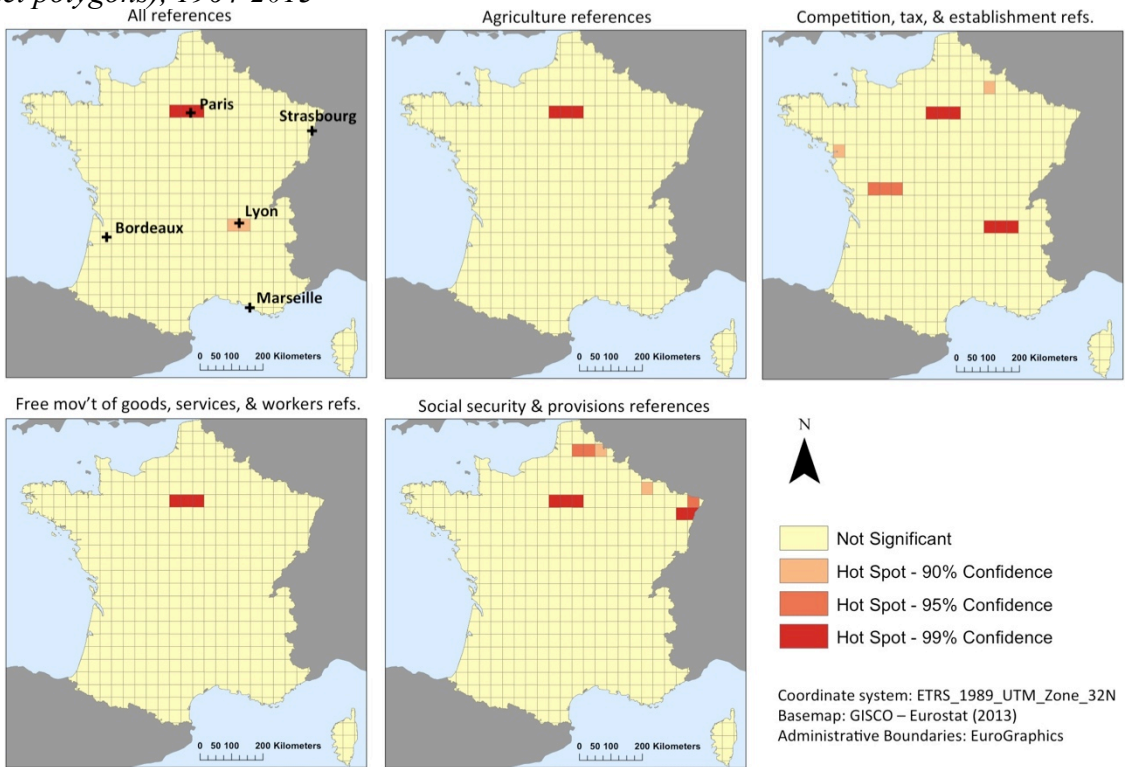 polygons), 1964-2013
All references
Agriculture references
Competition, tax, & establishment refs.
Paris
Strasbourg
Lyon
Bordeaux
Marseille
0 50 100 200 Kilometers
0 50 100 200 Kilometers
0 50 100 200 Kilometers
Free mov't of goods, services, & workers refs.
Social security & provisions references
N
Not Significant
Hot Spot - 90% Confidence
Hot Spot - 95% Confidence
Hot Spot - 99% Confidence
Coordinate system: ETRS_1989_UTM_Zone_32N
Basemap: GISCO – Eurostat (2013)
Administrative Boundaries: EuroGraphics
0 50 100 200 Kilometers
0 50 100 200 Kilometers